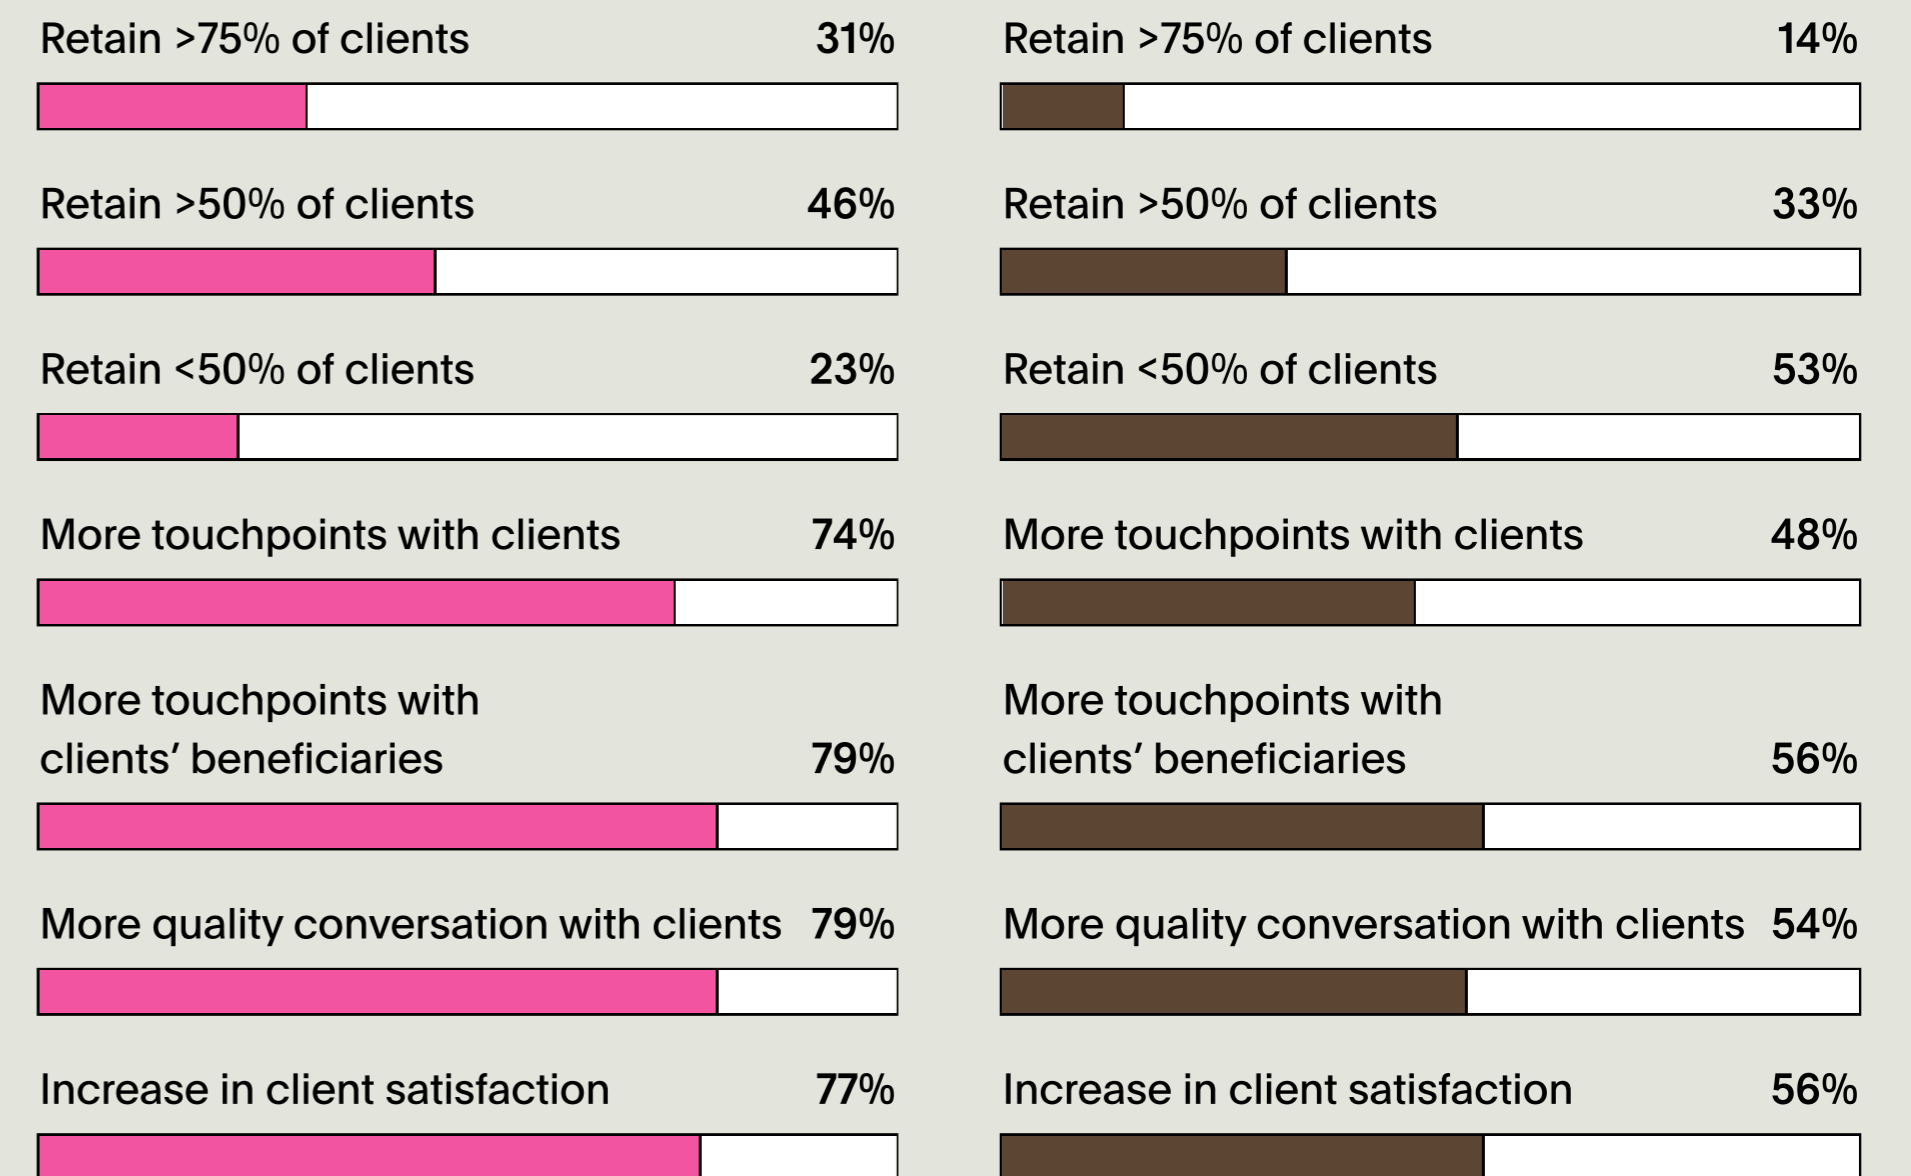 Retain >75% of clients 31%
Retain >50% of clients 46%
Retain <50% of clients 23%
More touchpoints with clients 74%
More touchpoints with
clients’ beneficiaries 79%
More quality conversation with clients 79%
Increase in client satisfaction 77%
Retain >75% of clients 14%
Retain >50% of clients 33%
Retain <50% of clients 53%
More touchpoints with clients 48%
More touchpoints with
clients’ beneficiaries 56%
More quality conversation with clients 54%
Increase in client satisfaction 56%